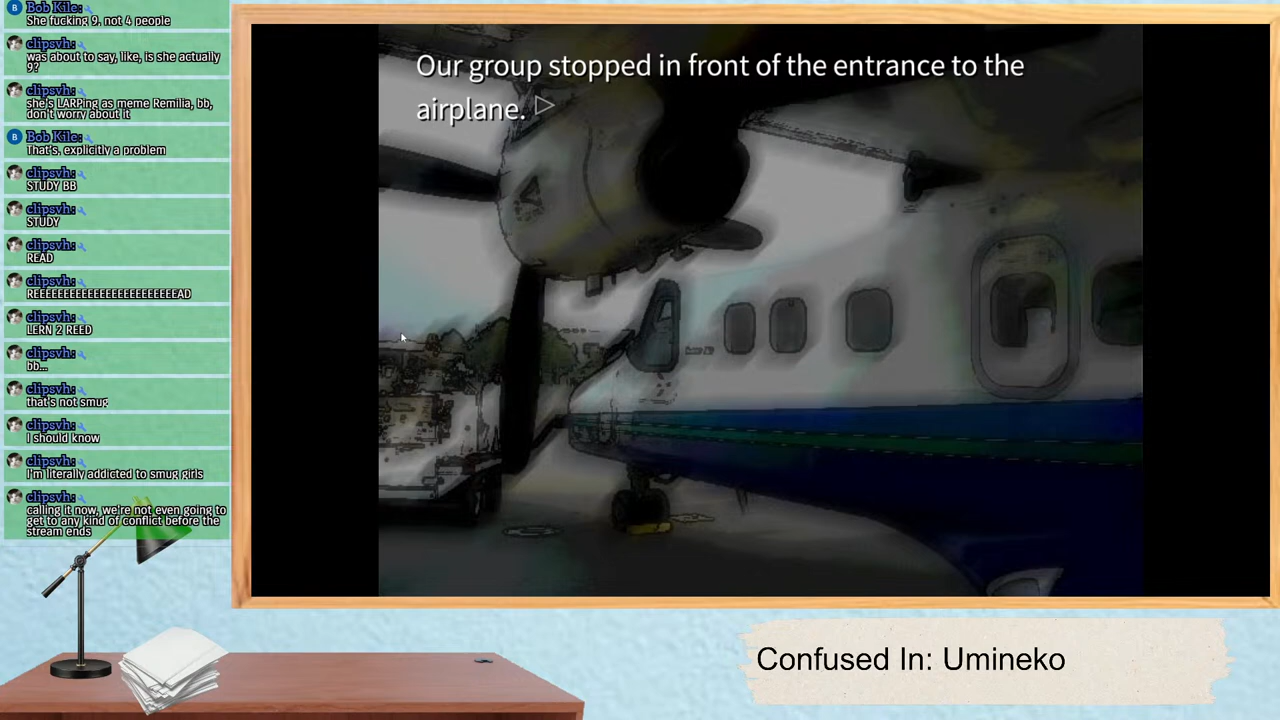 Bob Kile:
She fucking 9. not 4 people
clipsvh:
was about to say, like, is she actually
9?
clipsvh:
she's LARPing as meme Remilia, bb,
don't worry about it
B
Bob Kile:
That's, explicitly a problem
clipsvh:
STUDY BB
clipsvh:
STUDY
clipsvh:
READ
clipsvh:
REEEEEEEEEEEEEEEEEEEEEEEAD
clipsvh:
LERN 2 REED
clipsvh:
bb...
clipsvh:
that's not smug
clipsvh:
I should know
clipsvh:
I'm literally addicted to smug girls
clipsvh:
calling it now, we're not even going to
get to any kind of conflict before the
stream ends
Our group stopped in front of the entrance to the
airplane.
Confused In: Umineko